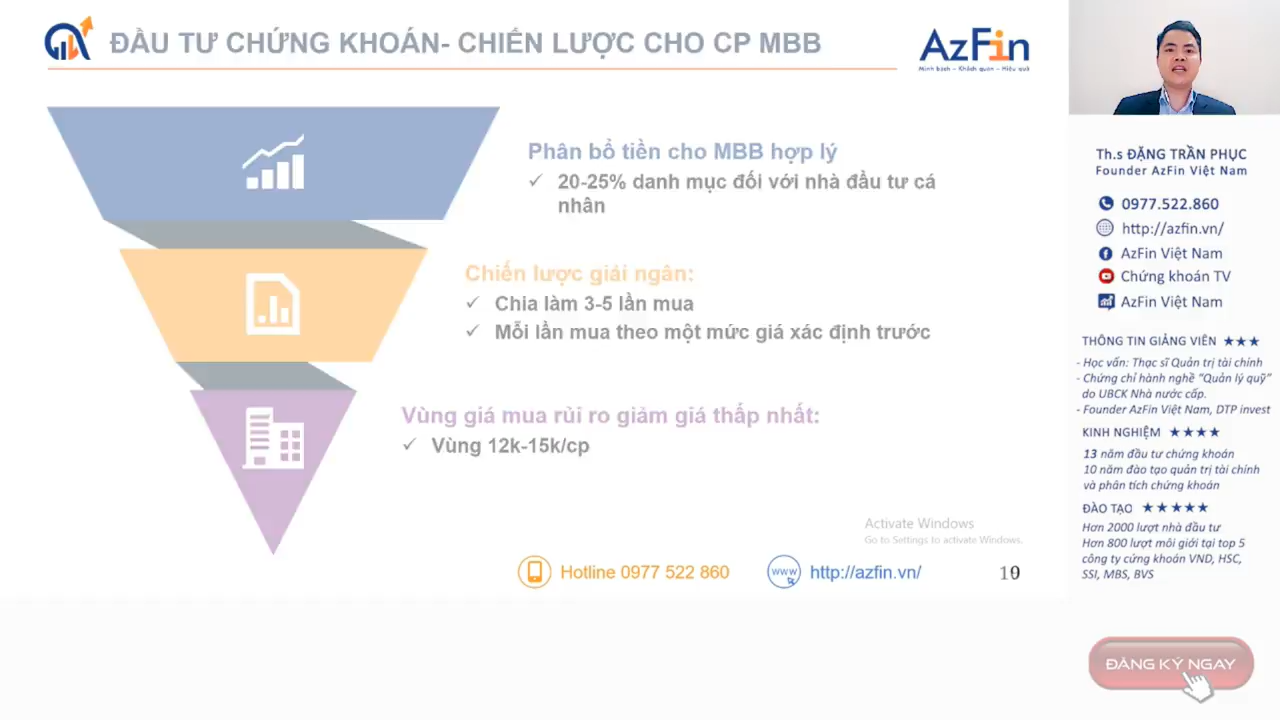 ĐẦU TƯ CHỨNG KHOÁN- CHIẾN LƯỢC CHO CP MBB
AzFin
Minh bạch – Khách quan – Hiệu quả
Phân bổ tiền cho MBB hợp lý
20-25% danh mục đối với nhà đầu tư cá
nhân
Chiến lược giải ngân:
Chia làm 3-5 lần mua
Mỗi lần mua theo một mức giá xác định trước
Vùng giá mua rủi ro giảm giá thấp nhất:
Vùng 12k-15k/cp
Activate Windows
Go to Settings to activate Windows.
Hotline 0977 522 860
www
http://azfin.vn/
Th.s ĐẶNG TRẦN PHỤC
Founder AzFin Việt Nam
0977.522.860
http://azfin.vn/
AzFin Việt Nam
Chứng khoán TV
AzFin Việt Nam
THÔNG TIN GIẢNG VIÊN ★★★
- Học vấn: Thạc sĩ Quản trị tài chính
- Chứng chỉ hành nghề "Quản lý quỹ"
do UBCK Nhà nước cấp.
- Founder AzFin Việt Nam, DTP invest
KINH NGHIỆM ★★★★
13 năm đầu tư chứng khoán
10 năm đào tạo quản trị tài chính
và phân tích chứng khoán
ĐÀO TẠO ★★★★★
Hơn 2000 lượt nhà đầu tư
Hơn 800 lượt môi giới tại top 5
công ty cứng khoán VND, HSC,
SSI, MBS, BVS
ĐĂNG KÝ NGAY